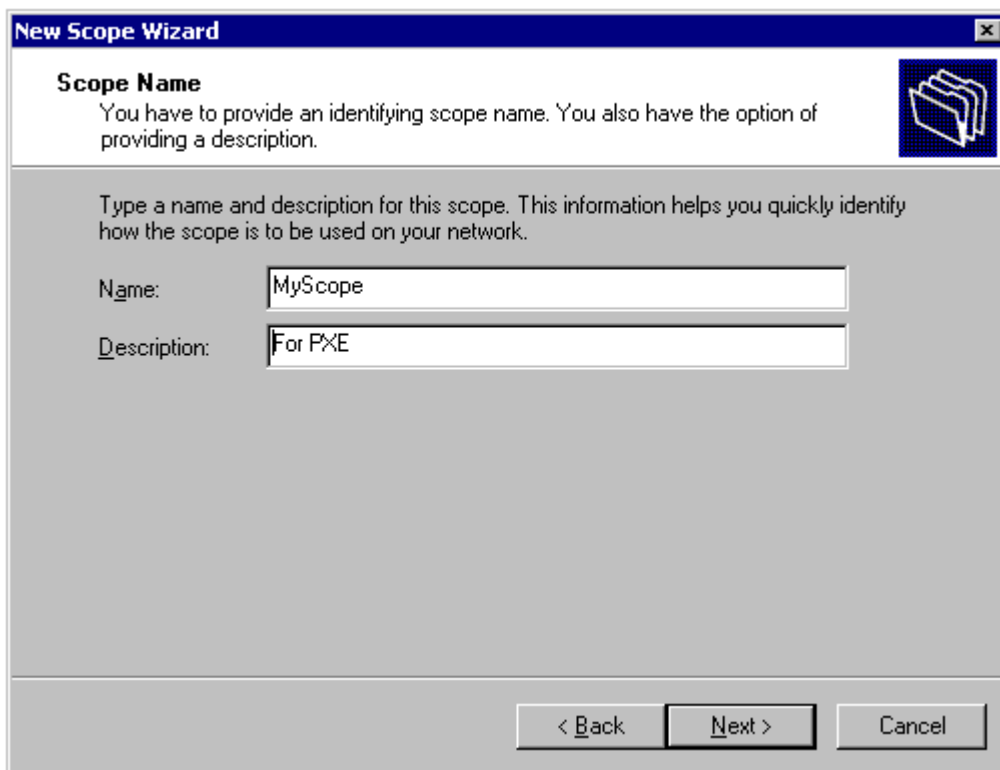 New Scope Wizard
Scope Name
You have to provide an identifying scope name. You also have the option of
providing a description.
Type a name and description for this scope. This information helps you quickly identify
how the scope is to be used on your network.
Name: MyScope
Description: For PXE
< Back Next > Cancel